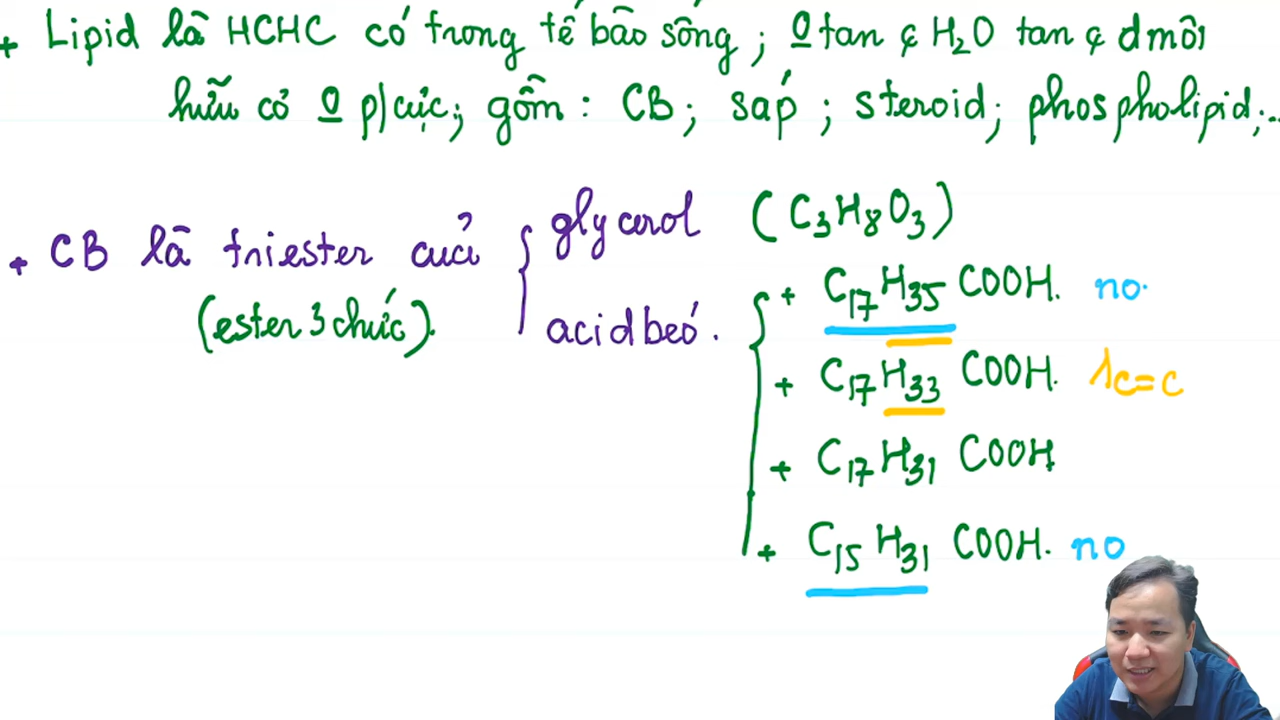 + Lipid là HCHC có trong tế bào sống; 0 tan ç H₂O tan ç d môi
hữu cơ 0 p/cực; gồm : CB; sáp ; steroid; phospholipid;...
+ CB là triester của { glycerol (C₃H₈O₃)
(ester 3 chức). acid béo.
+ C₁₇H₃₅COOH. no.
+ C₁₇H₃₃COOH. 1C=C
+ C₁₇H₃₁COOH
+ C₁₅H₃₁COOH. no